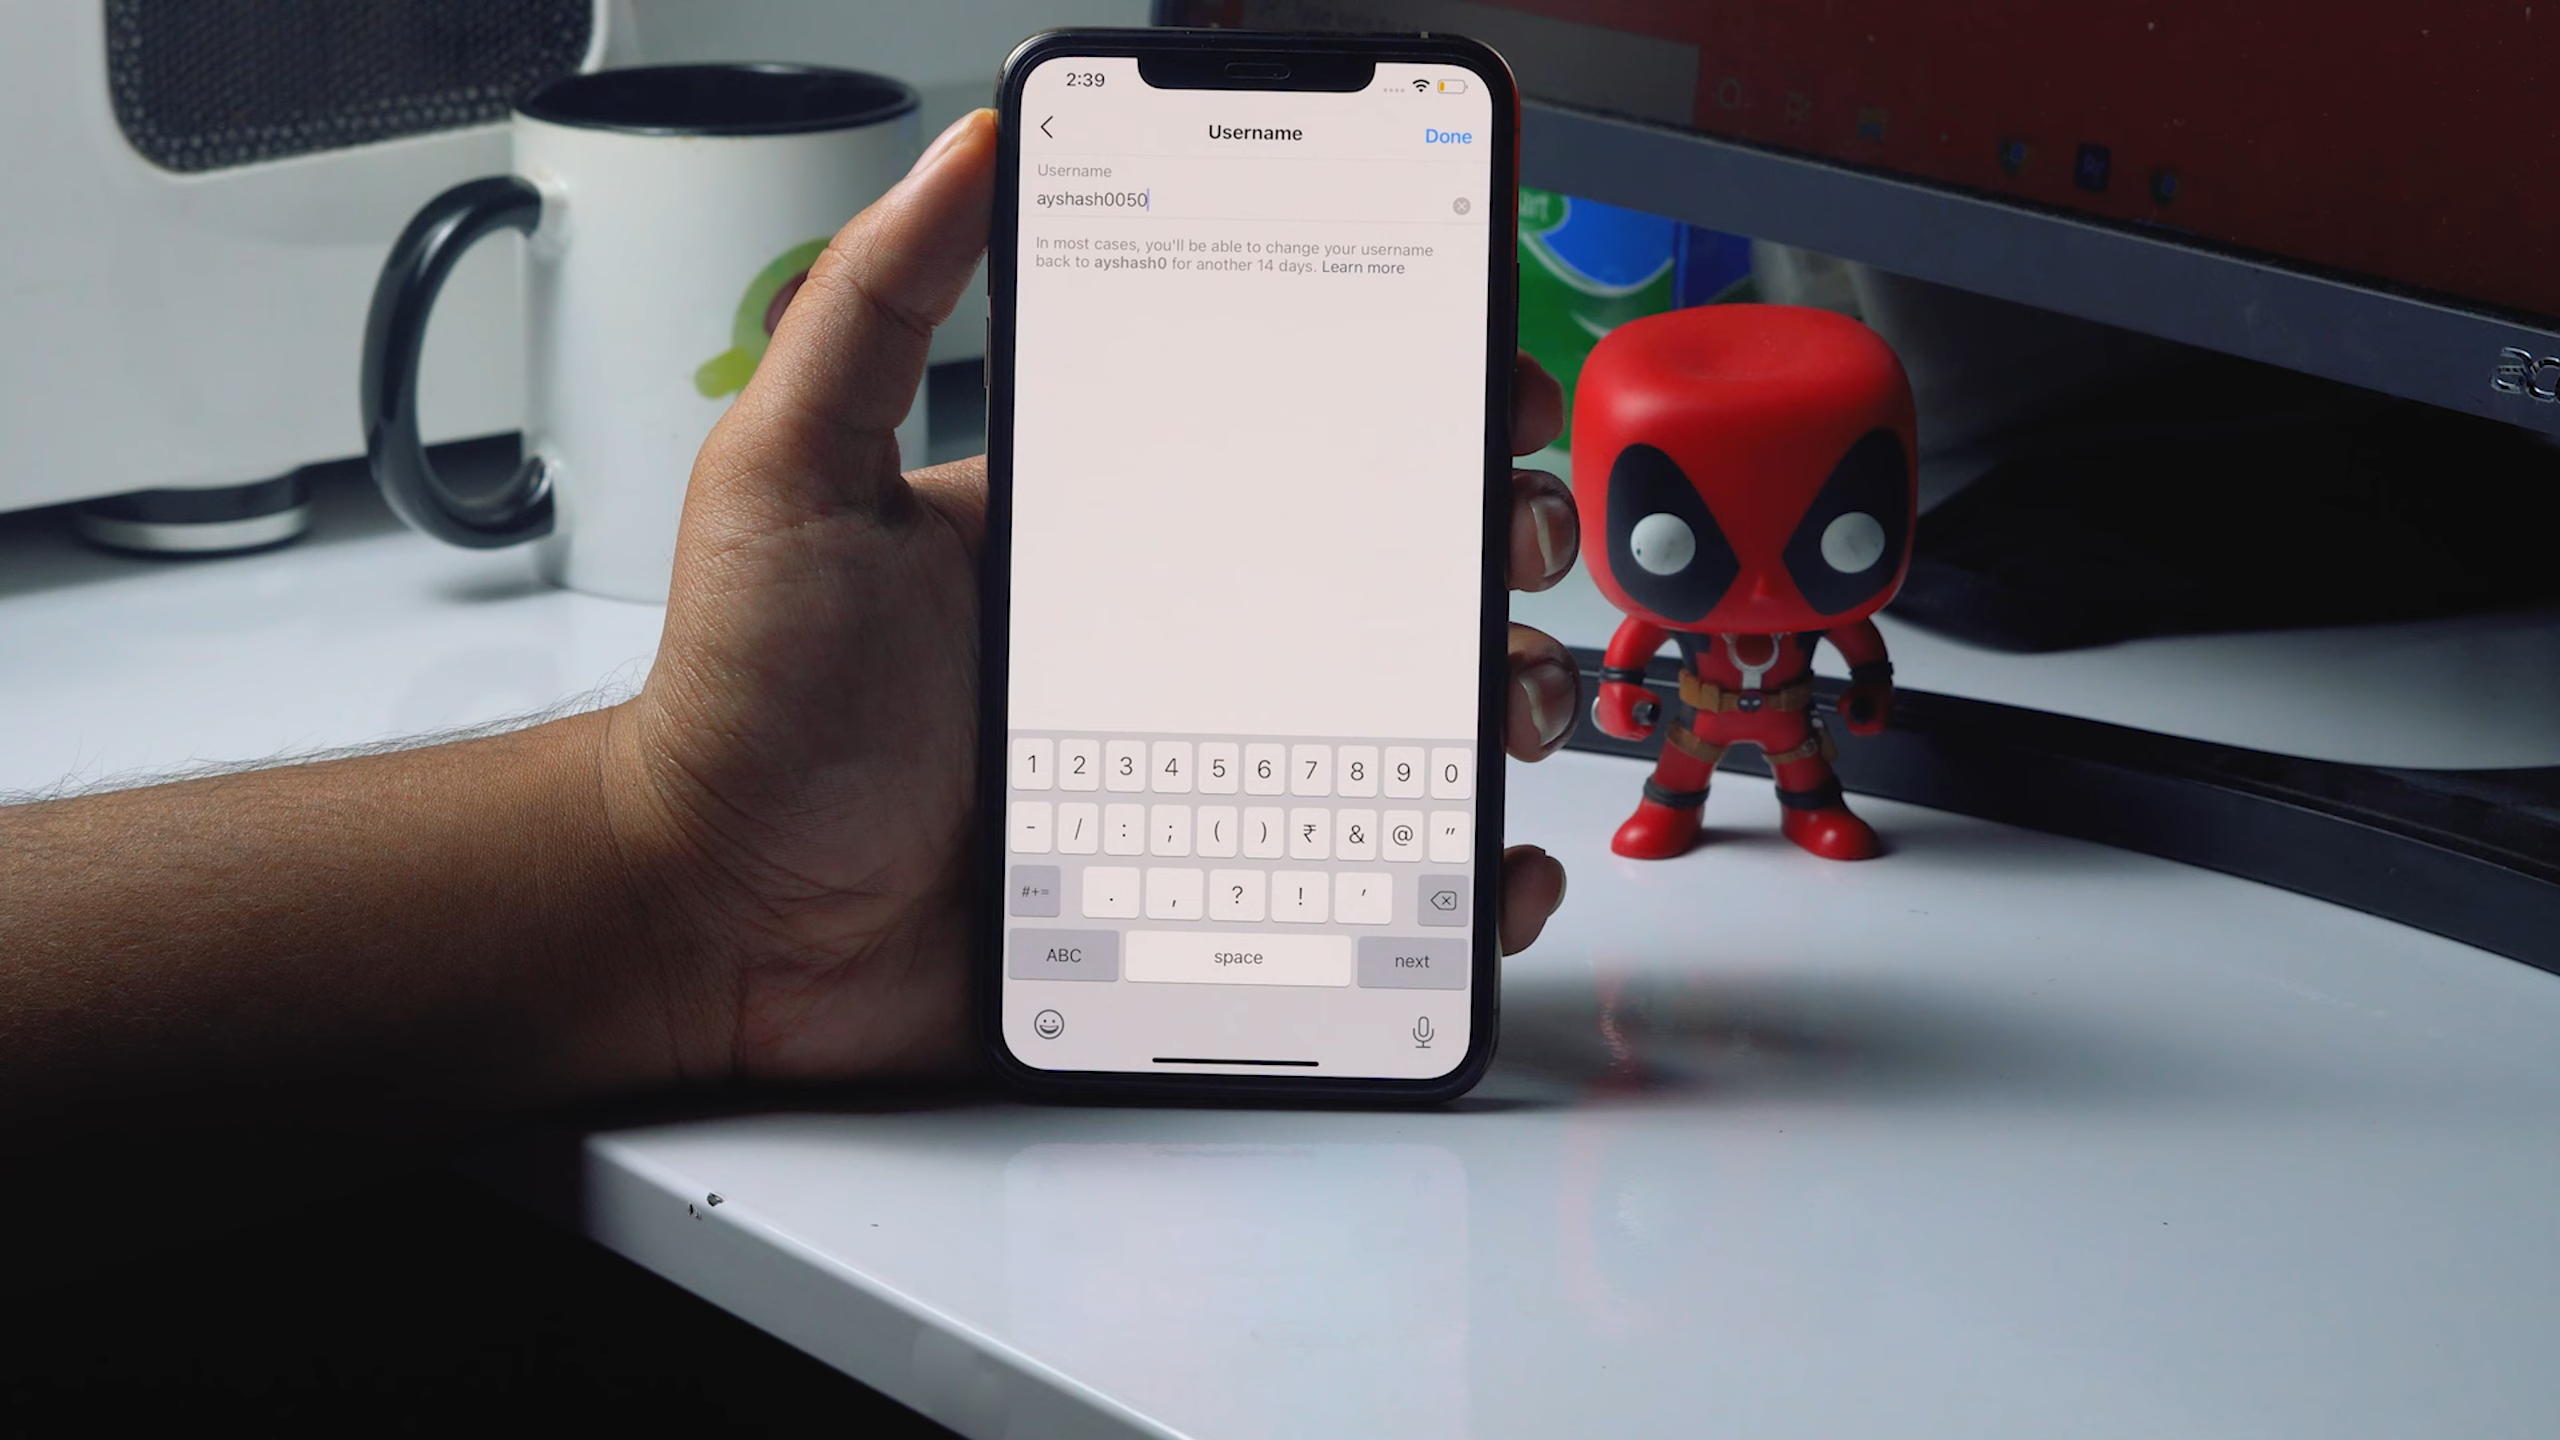 2:39
Username
Done
Username
ayshash0050
In most cases, you'll be able to change your username
back to ayshash0 for another 14 days. Learn more
1 2 3 4 5 6 7 8 9 0
- / : ; ( ) ₹ & @ "
#+= . , ? ! '
ABC space next